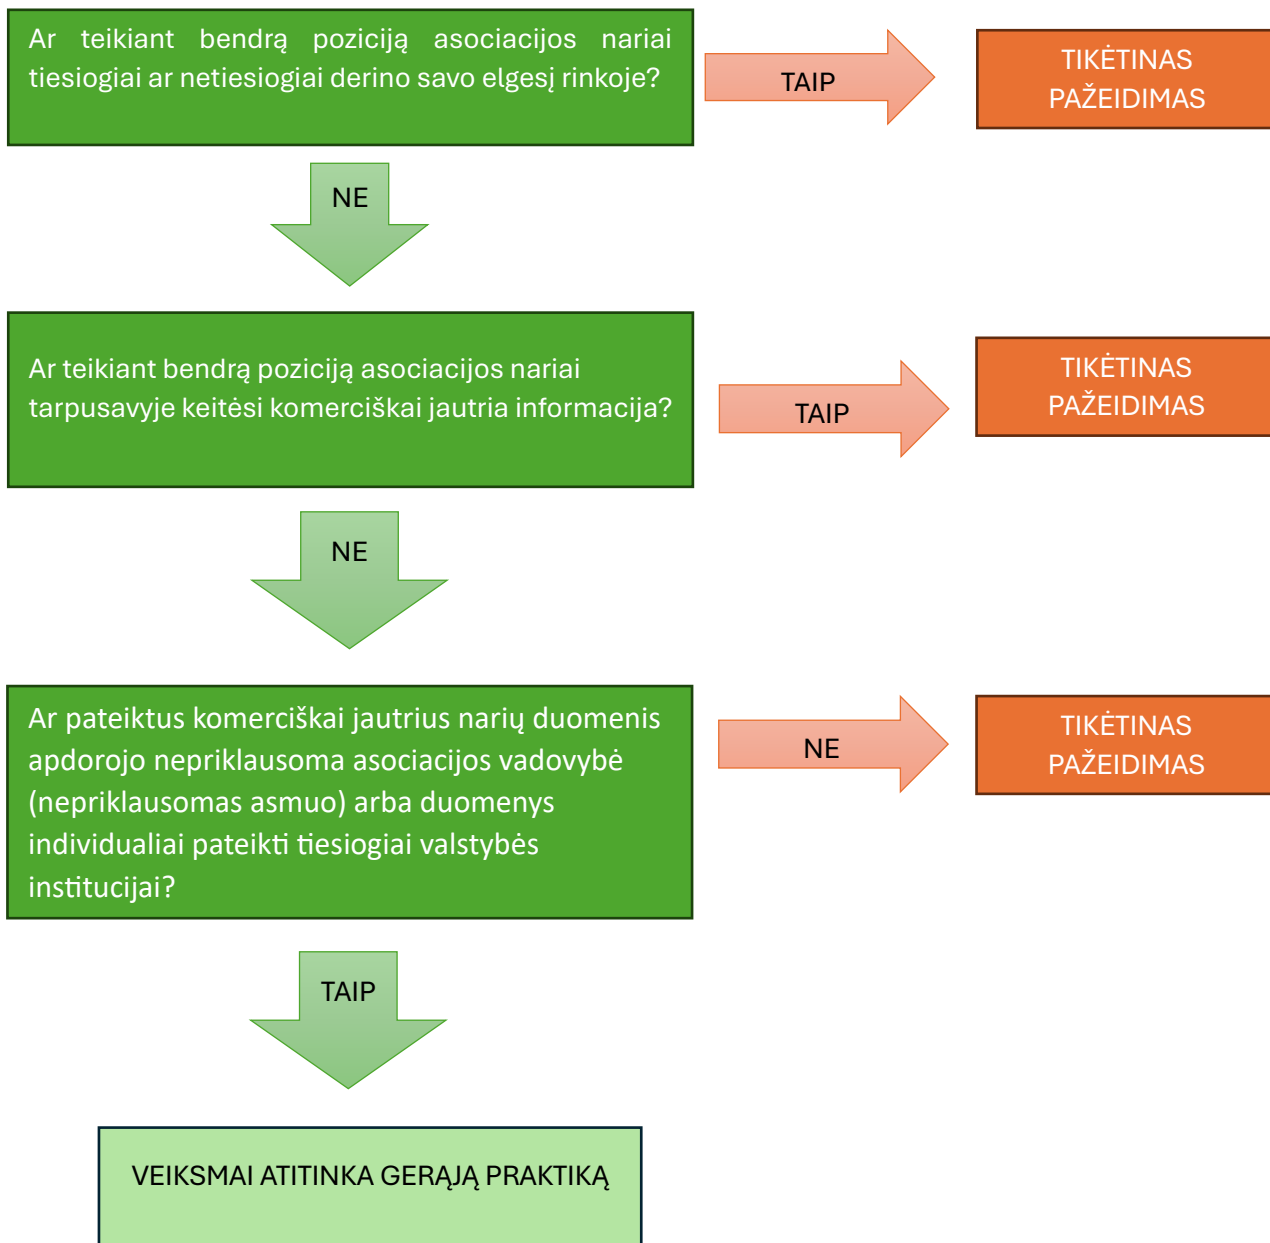 Ar teikiant bendrą poziciją asociacijos nariai
tiesiogiai ar netiesiogiai derino savo elgesį rinkoje?
TAIP
TIKĖTINAS
PAŽEIDIMAS
NE
Ar teikiant bendrą poziciją asociacijos nariai
tarpusavyje keitėsi komerciškai jautria informacija?
TAIP
TIKĖTINAS
PAŽEIDIMAS
NE
Ar pateiktus komerciškai jautrius narių duomenis
apdorojo nepriklausoma asociacijos vadovybė
(nepriklausomas asmuo) arba duomenys
individualiai pateikti tiesiogiai valstybės
institucijai?
NE
TIKĖTINAS
PAŽEIDIMAS
TAIP
VEIKSMAI ATITINKA GERĄJĄ PRAKTIKĄ